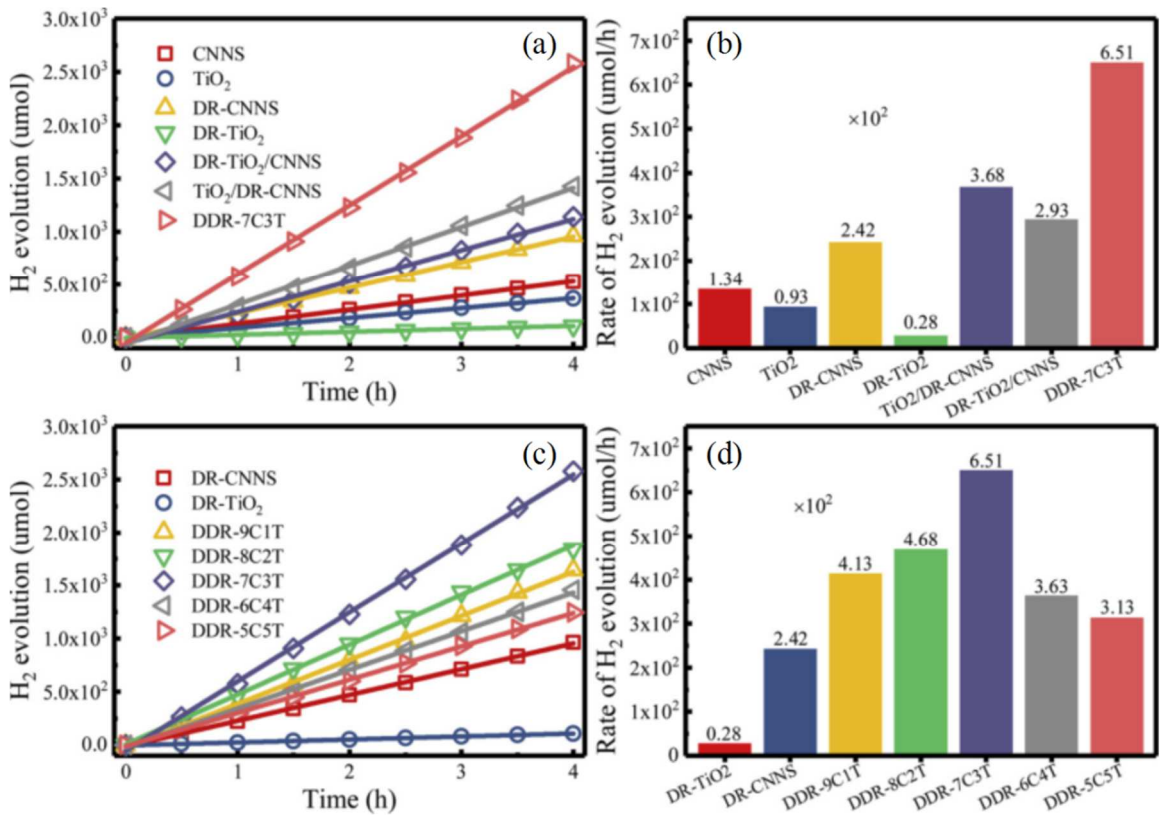 (a)
H₂ evolution (umol)
3.0x10³
2.5x10³
2.0x10³
1.5x10³
1.0x10³
5.0x10²
0.0
CNNS
TiO₂
DR-CNNS
DR-TiO₂
DR-TiO₂/CNNS
TiO₂/DR-CNNS
DDR-7C3T
0 1 2 3 4
Time (h)
(b)
Rate of H₂ evolution (umol/h)
7x10²
6x10²
5x10²
4x10²
3x10²
2x10²
1x10²
0
×10²
1.34 0.93 2.42 0.28 3.68 2.93 6.51
CNNS TiO2 DR-CNNS DR-TiO2 TiO2/DR-CNNS DR-TiO2/CNNS DDR-7C3T
(c)
H₂ evolution (umol)
3.0x10³
2.5x10³
2.0x10³
1.5x10³
1.0x10³
5.0x10²
0.0
DR-CNNS
DR-TiO₂
DDR-9C1T
DDR-8C2T
DDR-7C3T
DDR-6C4T
DDR-5C5T
0 1 2 3 4
Time (h)
(d)
Rate of H₂ evolution (umol/h)
7x10²
6x10²
5x10²
4x10²
3x10²
2x10²
1x10²
0
×10²
0.28 2.42 4.13 4.68 6.51 3.63 3.13
DR-TiO2 DR-CNNS DDR-9C1T DDR-8C2T DDR-7C3T DDR-6C4T DDR-5C5T